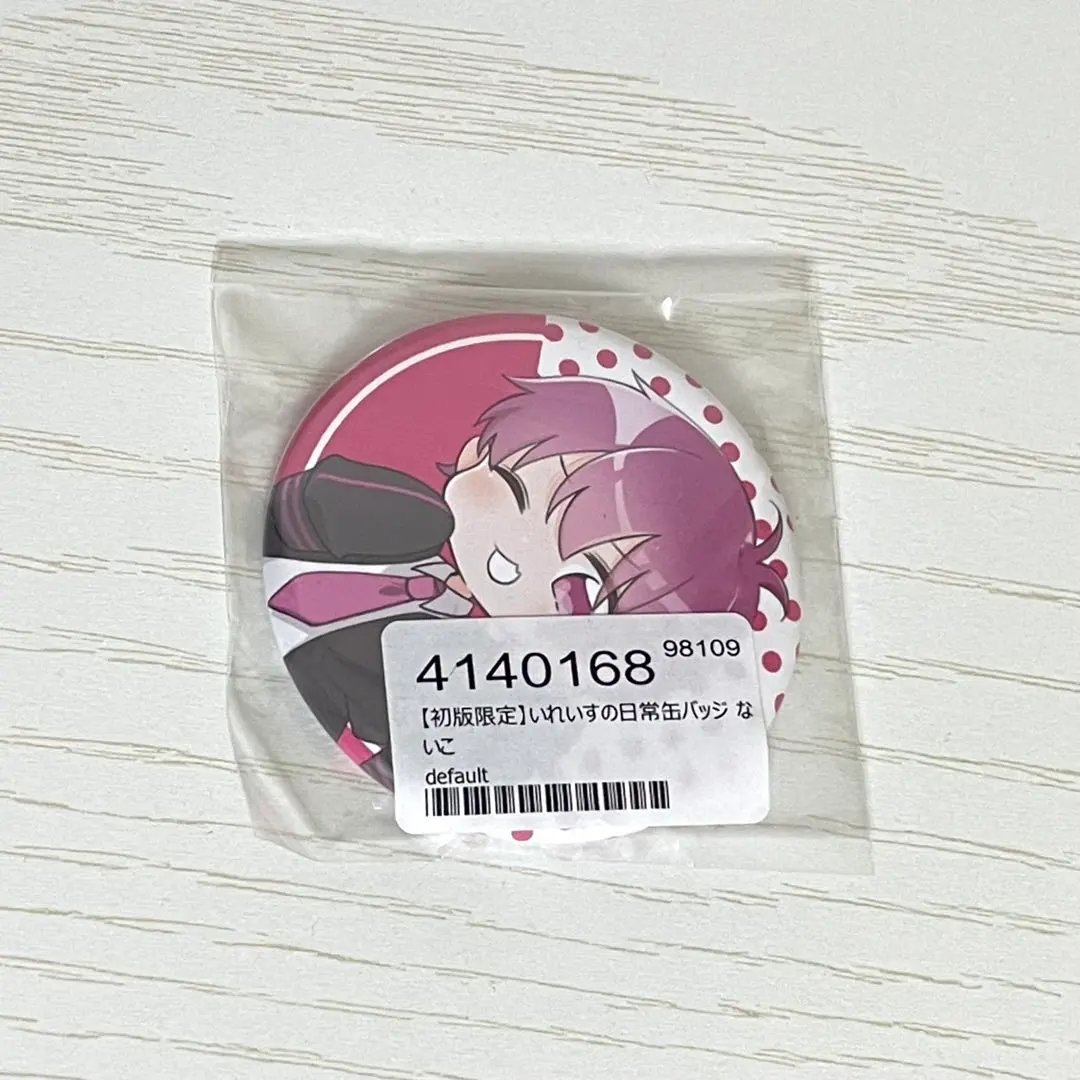 4140168 98109
【初版限定】いれいすの日常缶バッジ な
いこ
default